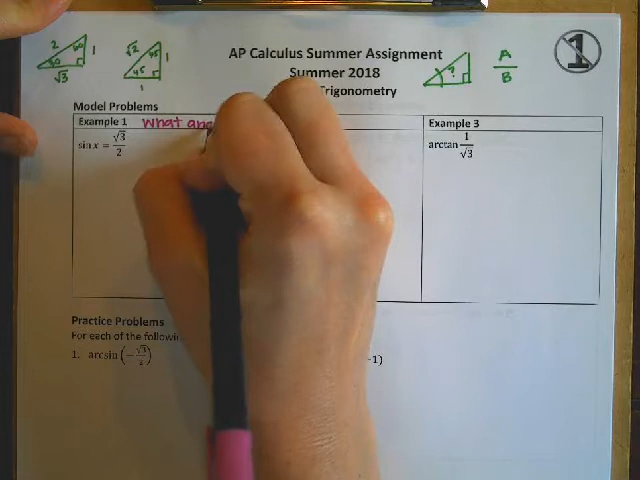 2 60 1
30
√3
√2 45 1
45
1
AP Calculus Summer Assignment
Summer 2018
Trigonometry
?
A
B
1
Model Problems
Example 1 What
sin x = √3/2
Example 3
arctan 1/√3
Practice Problems
For each of the
1. arcsin (−√3/2)
-1)